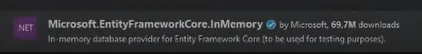 .NET
Microsoft.EntityFrameworkCore.InMemory by Microsoft, 69,7M downloads
In-memory database provider for Entity Framework Core (to be used for testing purposes).